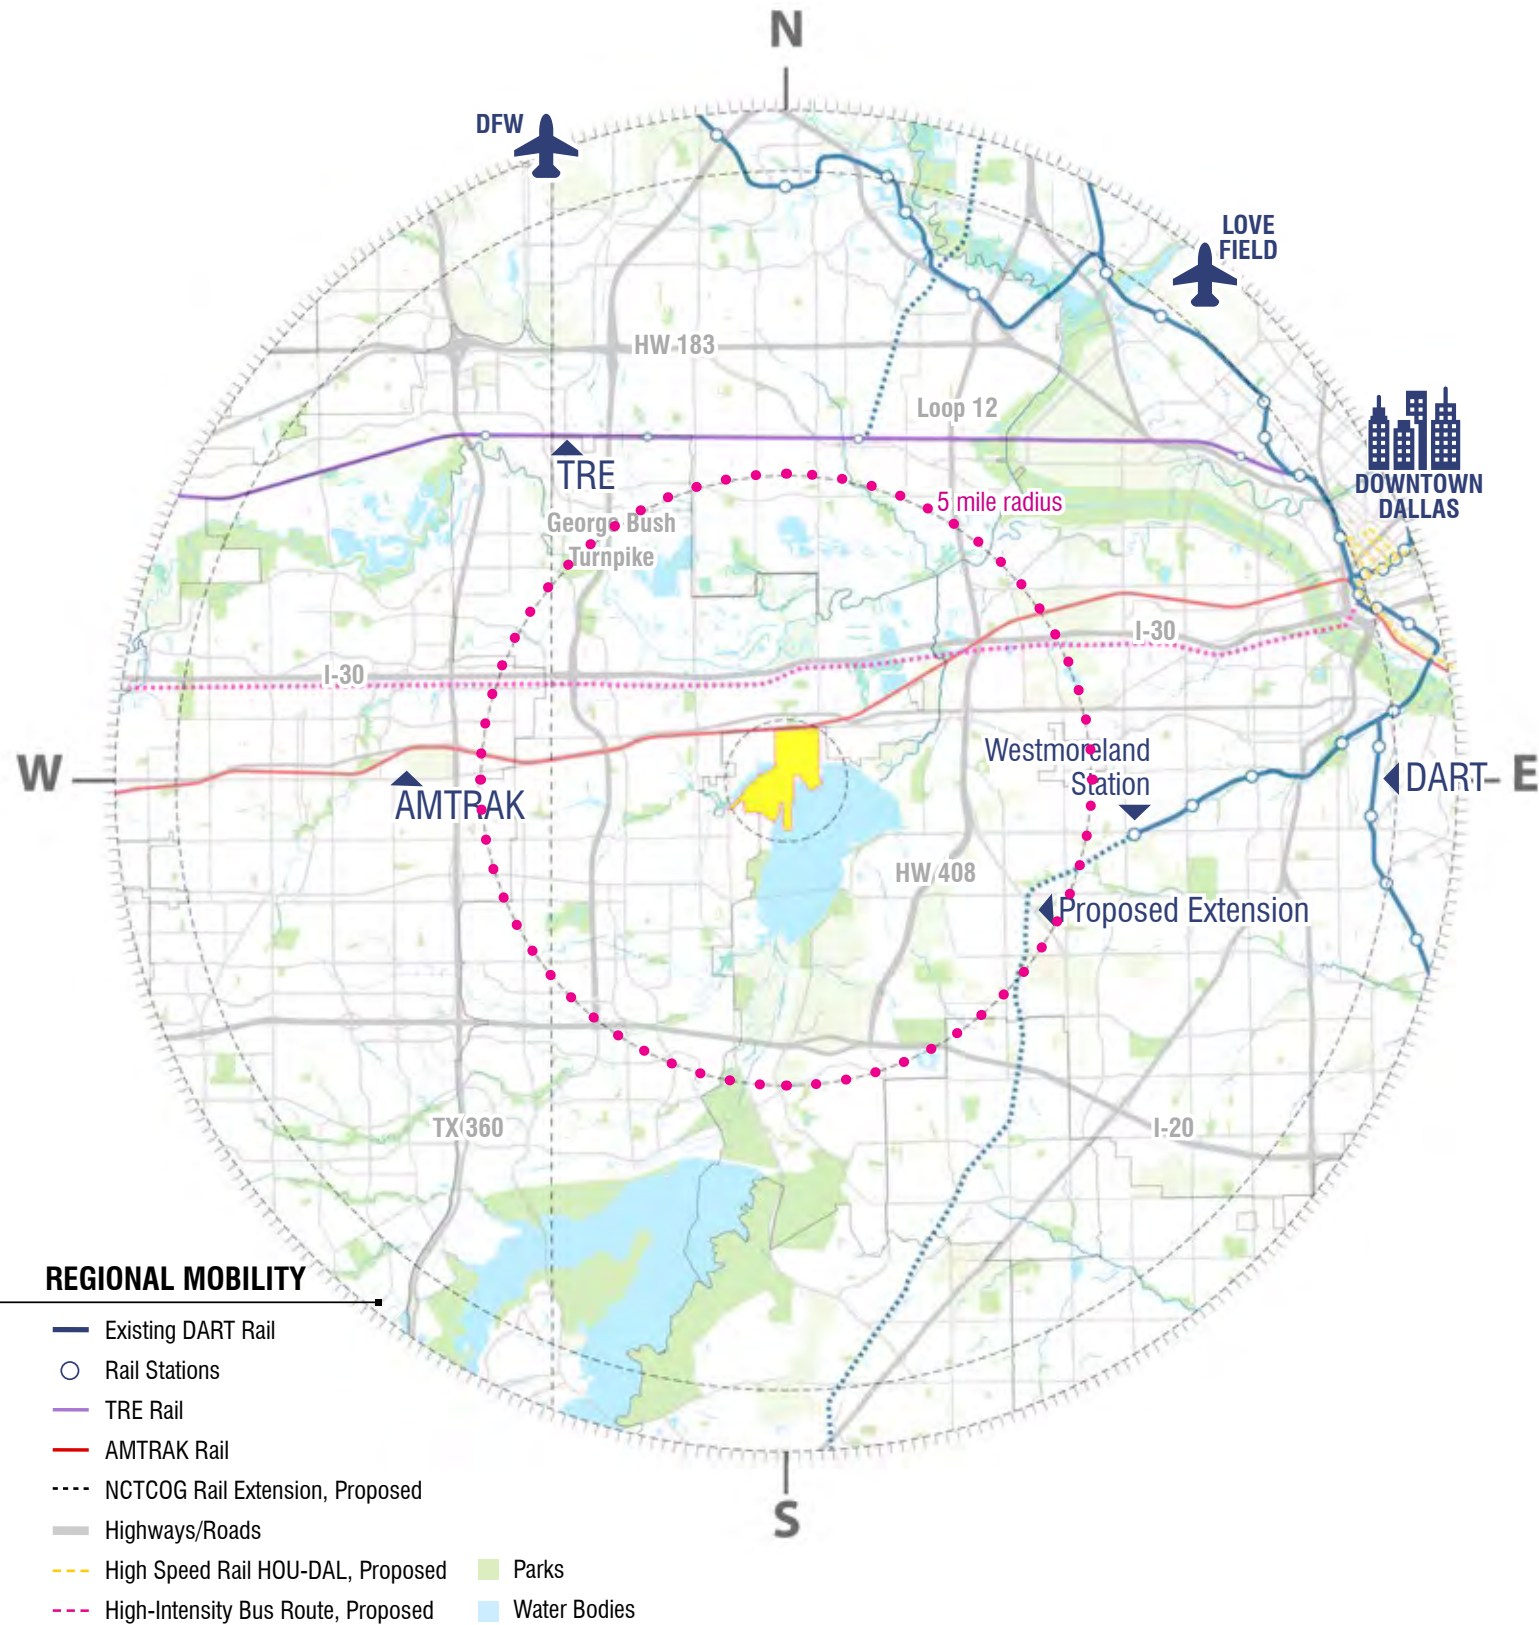 N
DFW
LOVE
FIELD
HW 183
Loop 12
TRE
DOWNTOWN
DALLAS
5 mile radius
George Bush
Turnpike
I-30
I-30
Westmoreland
Station
W
AMTRAK
DART
E
HW 408
Proposed Extension
TX 360
I-20
REGIONAL MOBILITY
Existing DART Rail
Rail Stations
TRE Rail
AMTRAK Rail
NCTCOG Rail Extension, Proposed
Highways/Roads
High Speed Rail HOU-DAL, Proposed
High-Intensity Bus Route, Proposed
Parks
Water Bodies
S